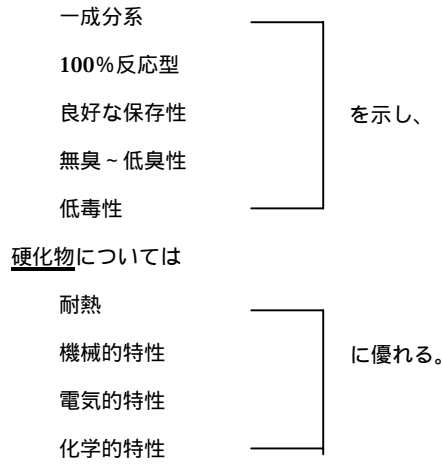 一成分系
100%反応型
良好な保存性
を示し、
無臭~低臭性
低毒性
硬化物については
耐熱
機械的特性
に優れる。
電気的特性
化学的特性